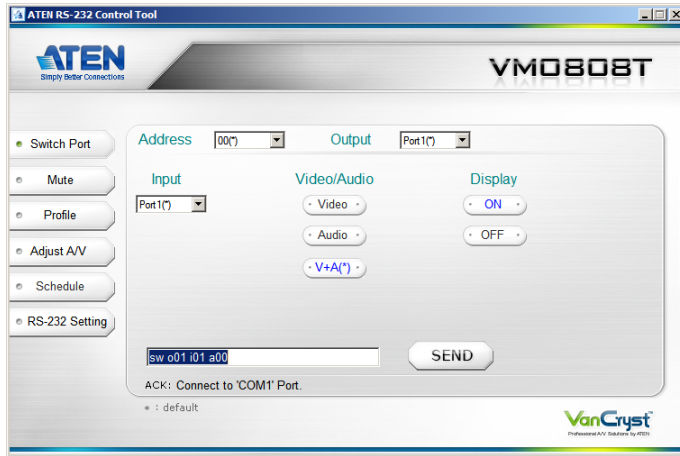 ATEN RS-232 Control Tool
ATEN
Simply Better Connections
VM0808T
Switch Port
Mute
Profile
Adjust A/V
Schedule
RS-232 Setting
Address
00(*)
Output
Port1(*)
Input
Port1(*)
Video/Audio
Video
Audio
V+A(*)
Display
ON
OFF
sw o01 i01 a00
SEND
ACK: Connect to 'COM1' Port.
* : default
VanCryst
Professional A/V Solutions by ATEN